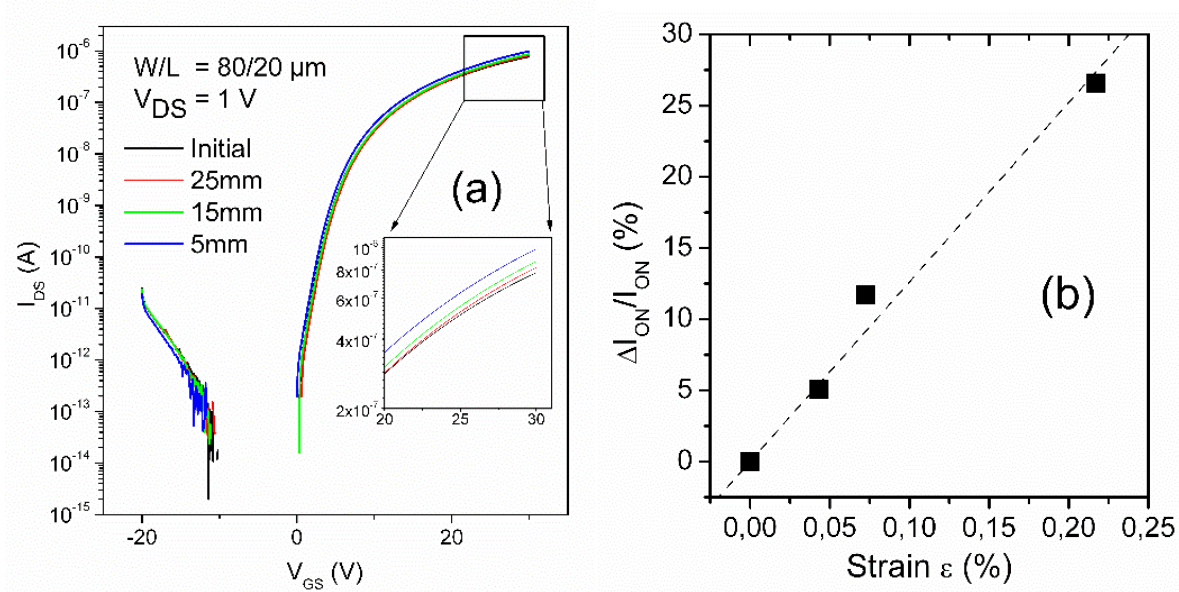 10⁻⁶
10⁻⁷
10⁻⁸
10⁻⁹
10⁻¹⁰
10⁻¹¹
10⁻¹²
10⁻¹³
10⁻¹⁴
10⁻¹⁵
I_DS (A)
W/L = 80/20 µm
V_DS = 1 V
Initial
25mm
15mm
5mm
(a)
10⁻⁶
8x10⁻⁷
6x10⁻⁷
4x10⁻⁷
2x10⁻⁷
20 25 30
-20 0 20
V_GS (V)
30
25
20
15
10
5
0
ΔI_ON/I_ON (%)
(b)
0,00 0,05 0,10 0,15 0,20 0,25
Strain ε (%)